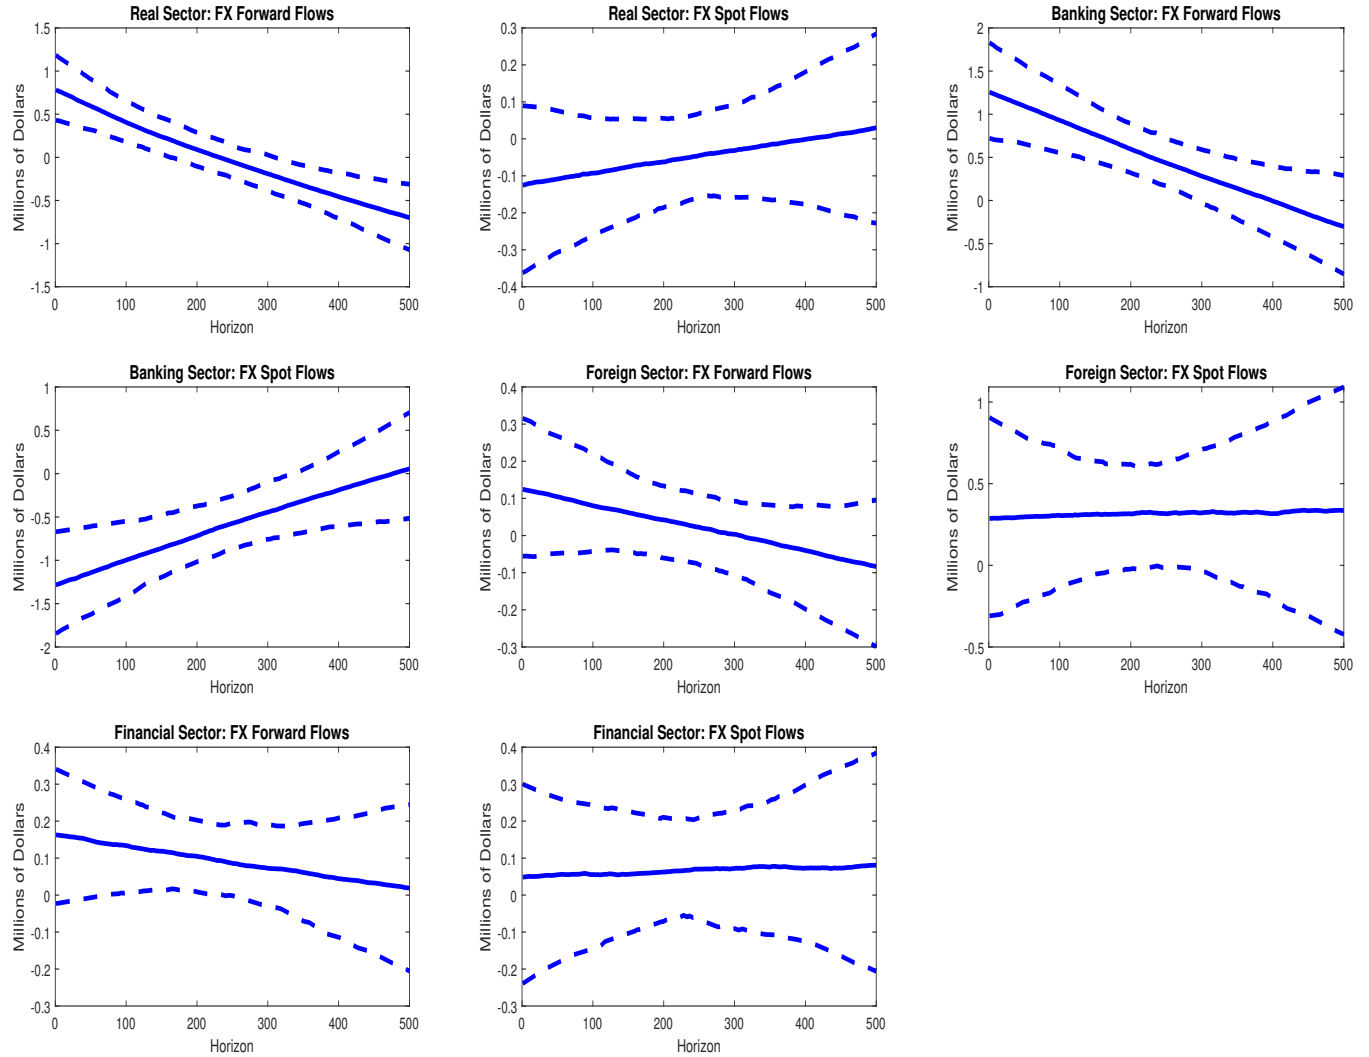 Real Sector: FX Forward Flows
Millions of Dollars
1.5
1
0.5
0
-0.5
-1
-1.5
0 100 200 300 400 500
Horizon
Real Sector: FX Spot Flows
Millions of Dollars
0.3
0.2
0.1
0
-0.1
-0.2
-0.3
-0.4
0 100 200 300 400 500
Horizon
Banking Sector: FX Forward Flows
Millions of Dollars
2
1.5
1
0.5
0
-0.5
-1
0 100 200 300 400 500
Horizon
Banking Sector: FX Spot Flows
Millions of Dollars
1
0.5
0
-0.5
-1
-1.5
-2
0 100 200 300 400 500
Horizon
Foreign Sector: FX Forward Flows
Millions of Dollars
0.4
0.3
0.2
0.1
0
-0.1
-0.2
-0.3
0 100 200 300 400 500
Horizon
Foreign Sector: FX Spot Flows
Millions of Dollars
1
0.5
0
-0.5
0 100 200 300 400 500
Horizon
Financial Sector: FX Forward Flows
Millions of Dollars
0.4
0.3
0.2
0.1
0
-0.1
-0.2
-0.3
0 100 200 300 400 500
Horizon
Financial Sector: FX Spot Flows
Millions of Dollars
0.4
0.3
0.2
0.1
0
-0.1
-0.2
-0.3
0 100 200 300 400 500
Horizon